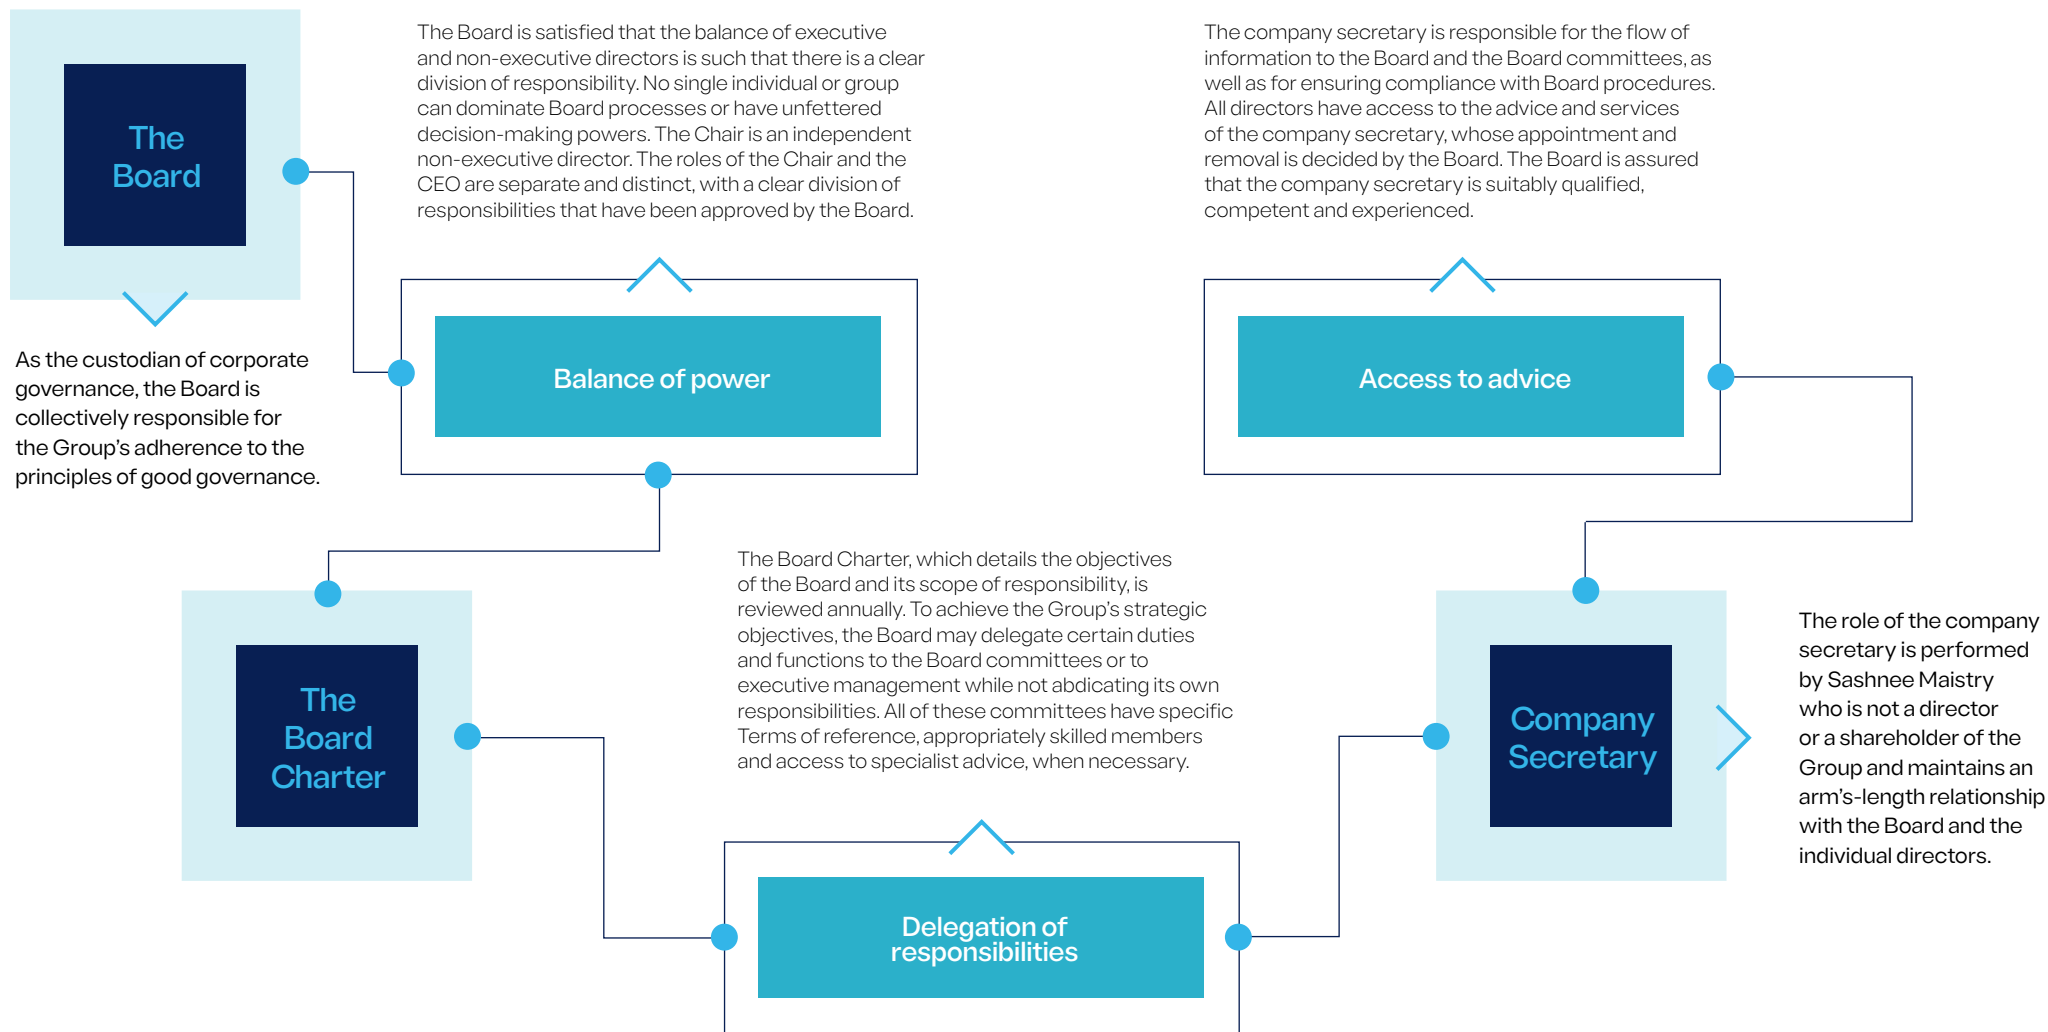 The
Board
As the custodian of corporate
governance, the Board is
collectively responsible for
the Group's adherence to the
principles of good governance.
The Board is satisfied that the balance of executive
and non-executive directors is such that there is a clear
division of responsibility. No single individual or group
can dominate Board processes or have unfettered
decision-making powers. The Chair is an independent
non-executive director. The roles of the Chair and the
CEO are separate and distinct, with a clear division of
responsibilities that have been approved by the Board.
Balance of power
The
Board
Charter
The Board Charter, which details the objectives
of the Board and its scope of responsibility, is
reviewed annually. To achieve the Group's strategic
objectives, the Board may delegate certain duties
and functions to the Board committees or to
executive management while not abdicating its own
responsibilities. All of these committees have specific
Terms of reference, appropriately skilled members
and access to specialist advice, when necessary.
Delegation of
responsibilities
Company
Secretary
The role of the company
secretary is performed
by Sashnee Maistry
who is not a director
or a shareholder of the
Group and maintains an
arm's-length relationship
with the Board and the
individual directors.
The company secretary is responsible for the flow of
information to the Board and the Board committees, as
well as for ensuring compliance with Board procedures.
All directors have access to the advice and services
of the company secretary, whose appointment and
removal is decided by the Board. The Board is assured
that the company secretary is suitably qualified,
competent and experienced.
Access to advice